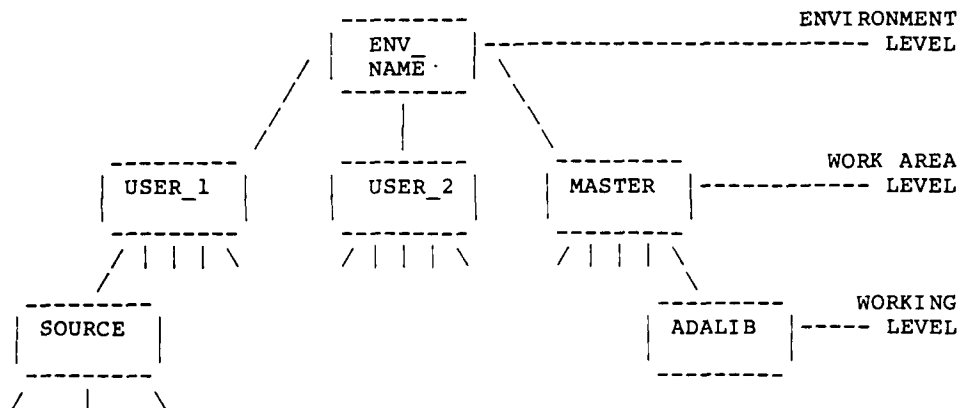 ENVIRONMENT
ENV_ LEVEL
NAME
WORK AREA
USER_1 USER_2 MASTER LEVEL
WORKING
SOURCE ADALIB LEVEL